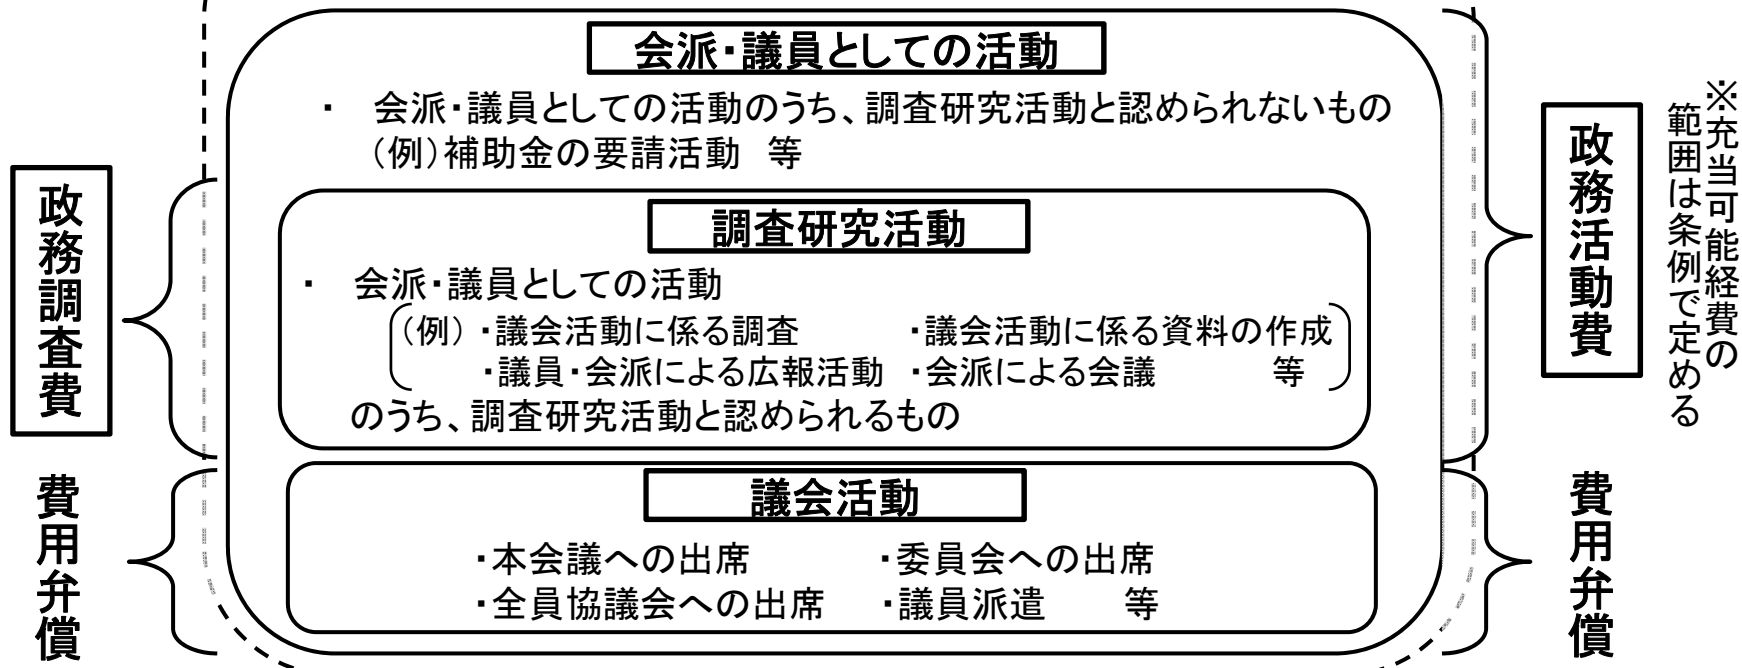 会派・議員としての活動
・ 会派・議員としての活動のうち、調査研究活動と認められないもの
（例）補助金の要請活動 等
調査研究活動
・ 会派・議員としての活動
（例）・議会活動に係る調査 ・議会活動に係る資料の作成
・議員・会派による広報活動 ・会派による会議 等
のうち、調査研究活動と認められるもの
議会活動
・本会議への出席 ・委員会への出席
・全員協議会への出席 ・議員派遣 等
政務調査費
費用弁償
政務活動費
※充当可能経費の
範囲は条例で定める
費用弁償